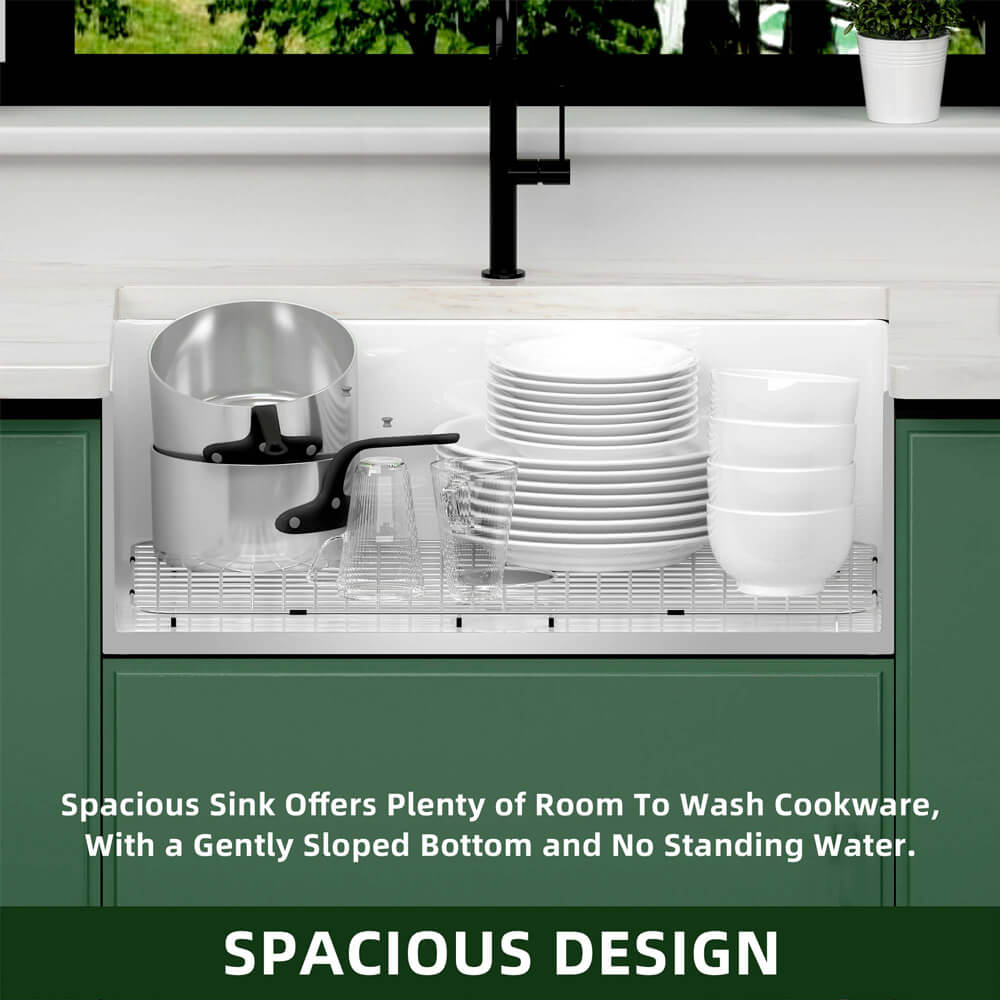 Spacious Sink Offers Plenty of Room To Wash Cookware,
With a Gently Sloped Bottom and No Standing Water.
SPACIOUS DESIGN